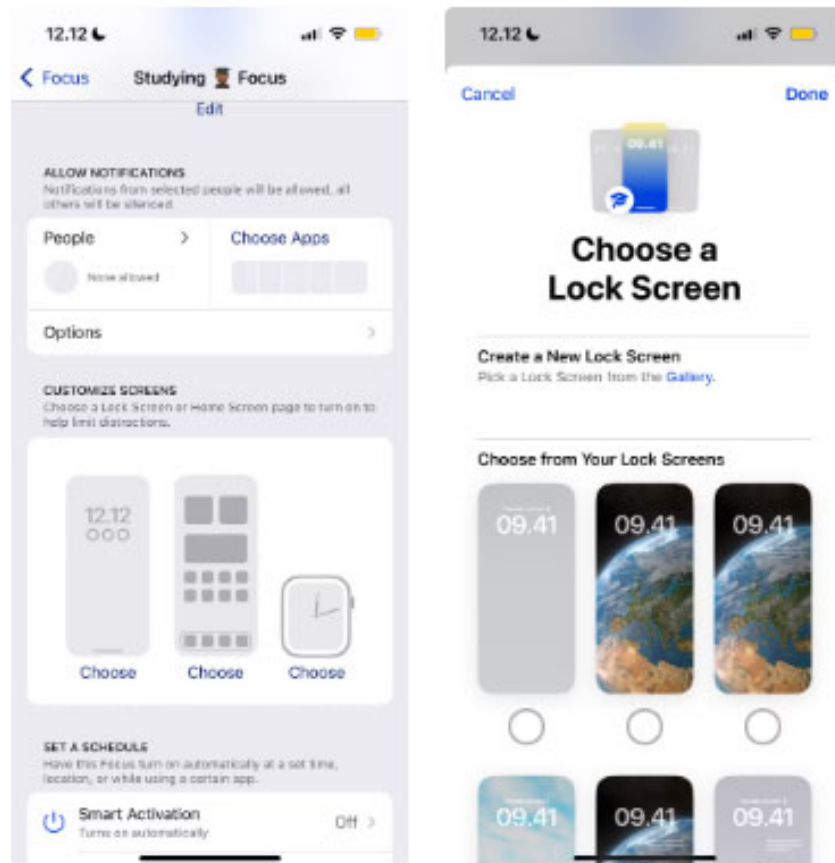 12.12
Focus
Studying 👨🏾‍🎓 Focus
Edit
ALLOW NOTIFICATIONS
Notifications from selected people will be allowed, all
others will be silenced.
People
Choose Apps
None allowed
Options
CUSTOMIZE SCREENS
Choose a Lock Screen or Home Screen page to turn on to
help limit distractions.
12.12
Choose
Choose
Choose
SET A SCHEDULE
Have this Focus turn on automatically at a set time,
location, or while using a certain app.
Smart Activation
Off
Turns on automatically
12.12
Cancel
Done
09.41
Choose a
Lock Screen
Create a New Lock Screen
Pick a Lock Screen from the Gallery.
Choose from Your Lock Screens
09.41
09.41
09.41
09.41
09.41
09.41